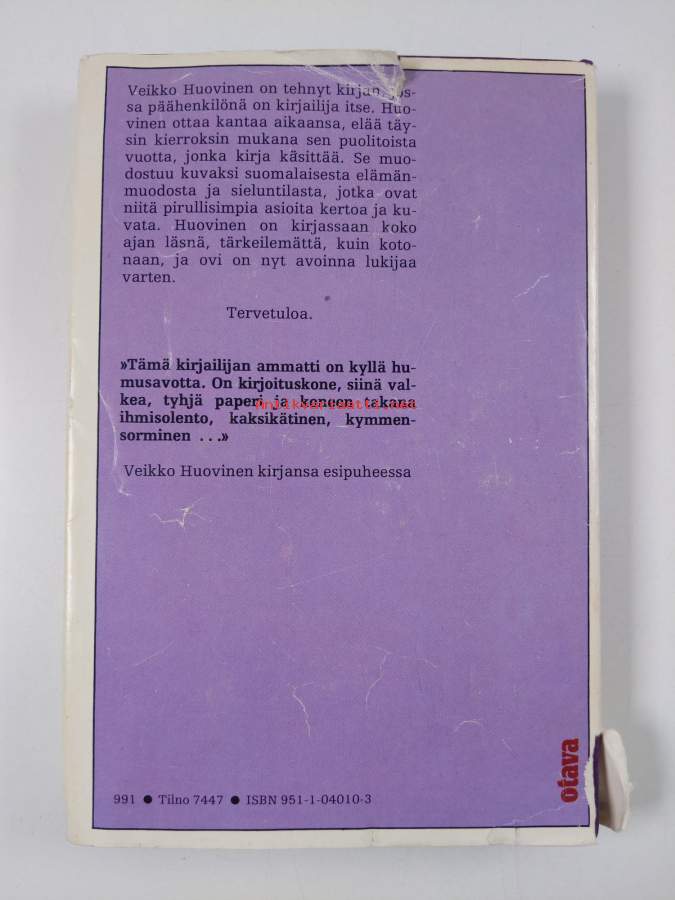 Veikko Huovinen on tehnyt kirjan, jos-
sa päähenkilönä on kirjailija itse. Huo-
vinen ottaa kantaa aikaansa, elää täy-
sin kierroksin mukana sen puolitoista
vuotta, jonka kirja käsittää. Se muo-
dostuu kuvaksi suomalaisesta elämän-
muodosta ja sieluntilasta, jotka ovat
niitä pirullisimpia asioita kertoa ja ku-
vata. Huovinen on kirjassaan koko
ajan läsnä, tärkeilemättä, kuin koto-
naan, ja ovi on nyt avoinna lukijaa
varten.
Tervetuloa.
»Tämä kirjailijan ammatti on kyllä hu-
musavotta. On kirjoituskone, siinä val-
kea, tyhjä paperi ja koneen takana
Antikvariaatti.net
ihmisolento, kaksikätinen, kymmen-
sorminen . . .»
Veikko Huovinen kirjansa esipuheessa
otava
991 ● Tilno 7447 ● ISBN 951-1-04010-3